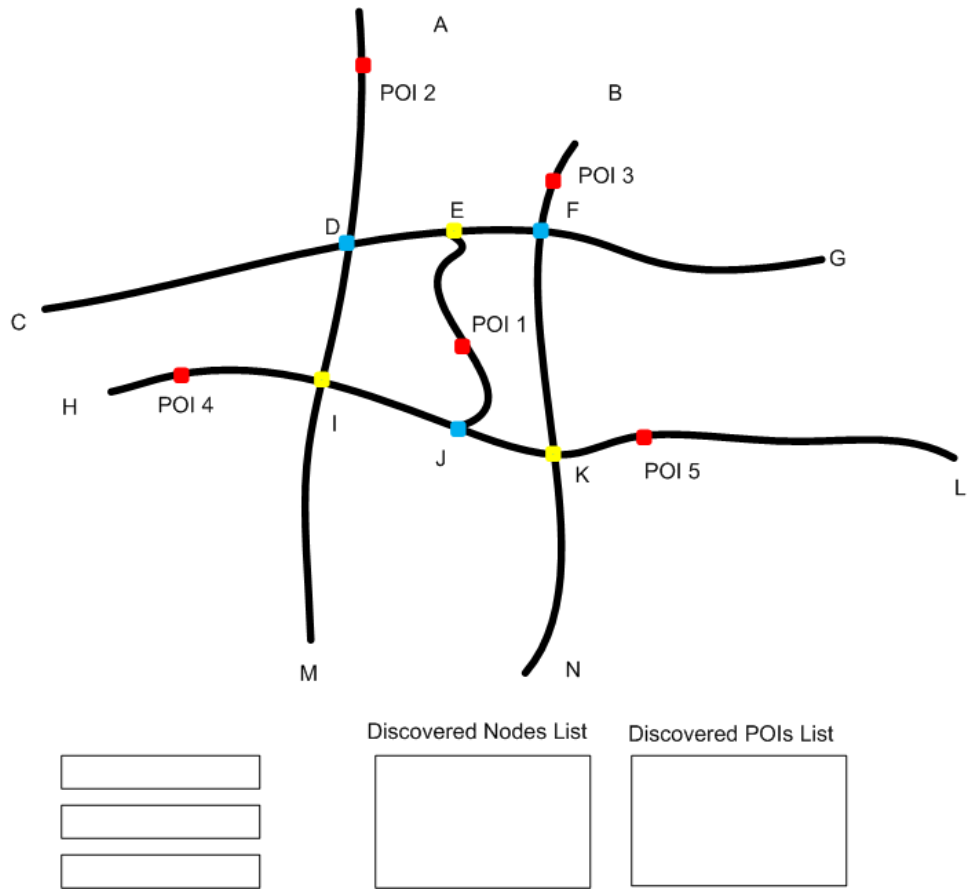 A
POI 2
B
POI 3
E
F
D
G
C
POI 1
H
POI 4
I
J
K
POI 5
L
M
N
Discovered Nodes List
Discovered POIs List